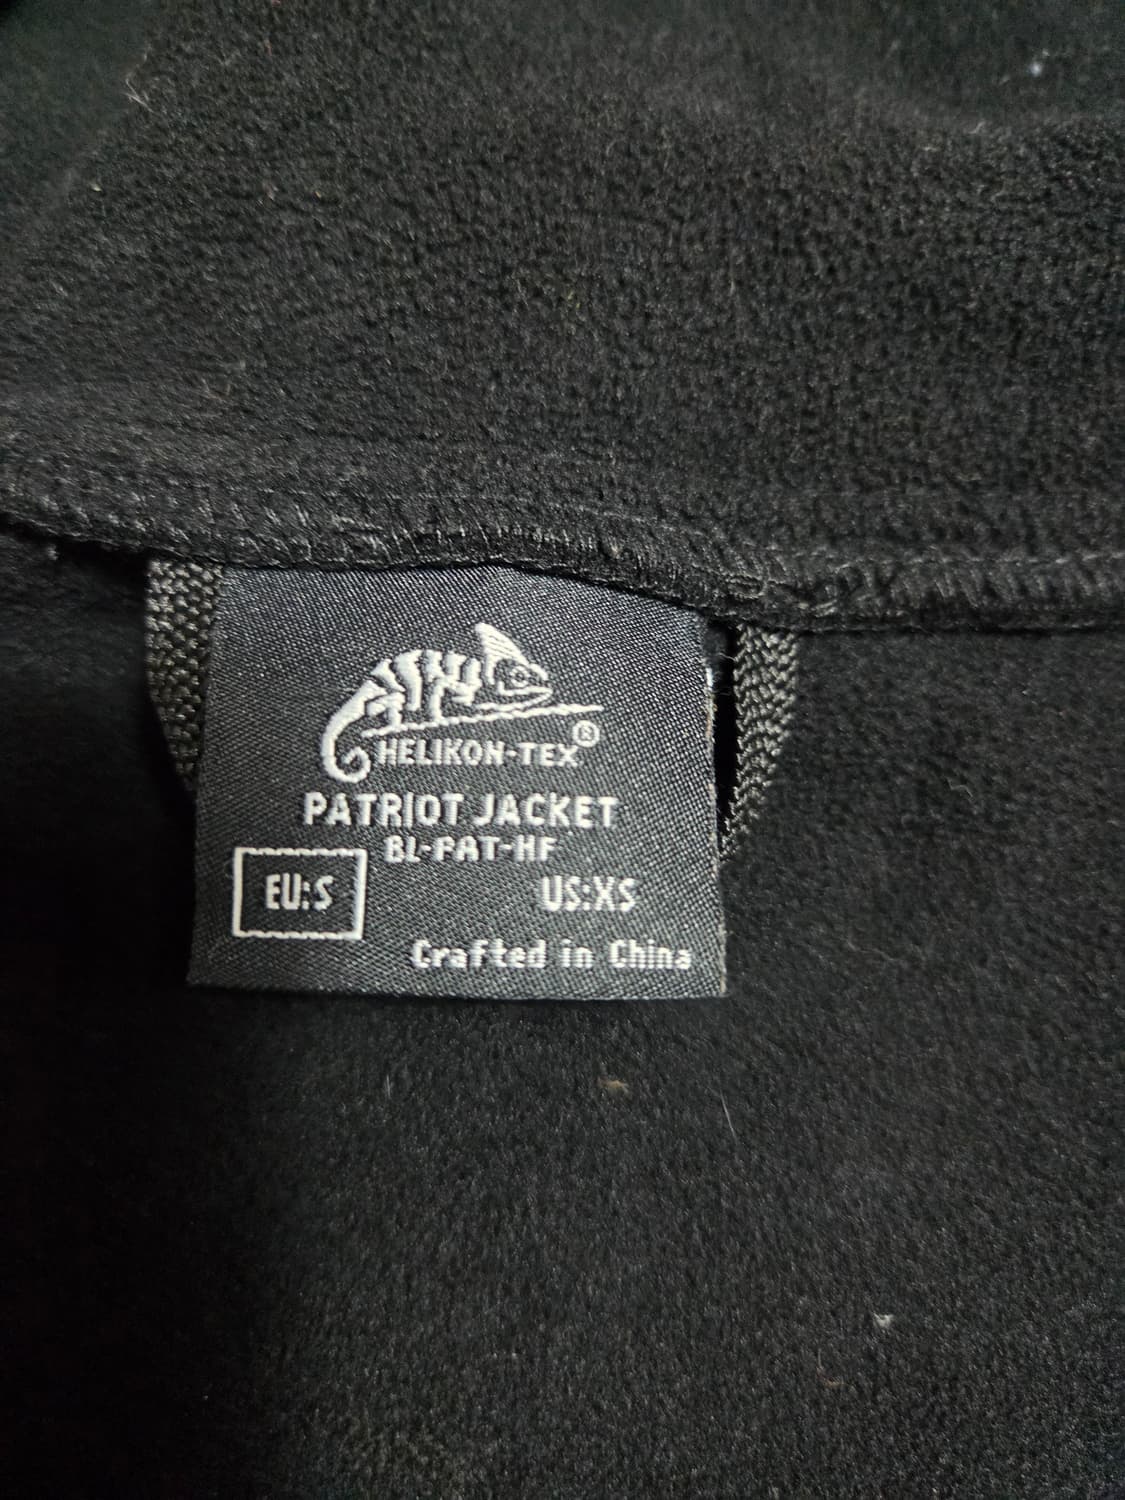 HELIKON-TEX®
PATRIOT JACKET
BL-PAT-HF
EU:S US:XS
Crafted in China